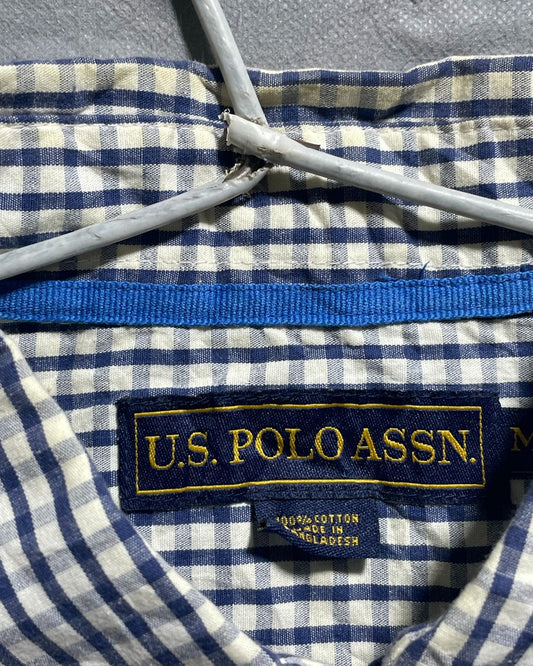 U.S. POLO ASSN.
M
100% COTTON
MADE IN
BANGLADESH